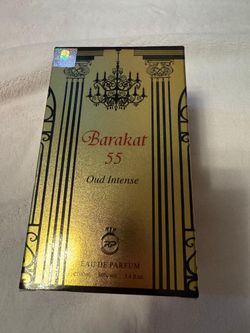 Barakat
55
Oud Intense
EAU DE PARFUM